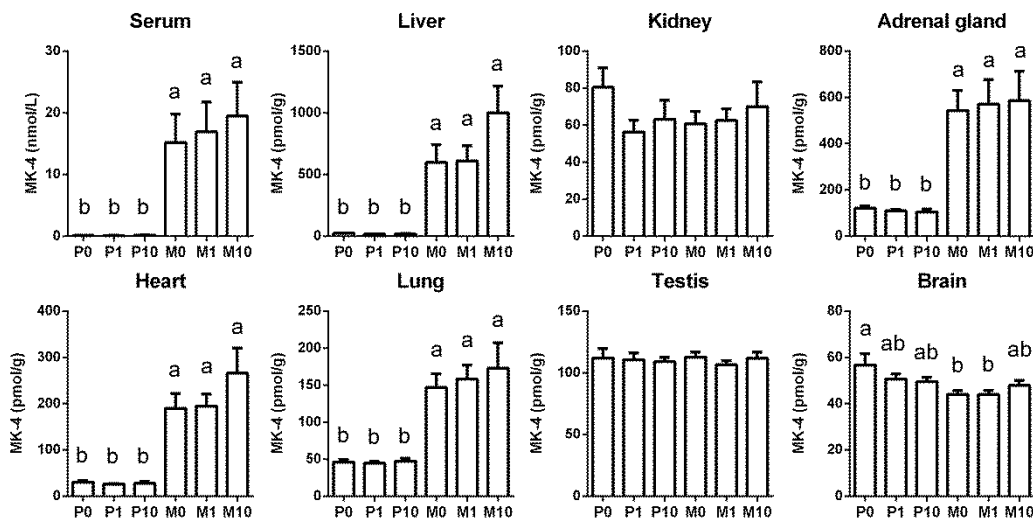 Serum
MK-4 (nmol/L)
30
20
10
0
b b b a a a
P0 P1 P10 M0 M1 M10
Liver
MK-4 (pmol/g)
1500
1000
500
0
b b b a a a
P0 P1 P10 M0 M1 M10
Kidney
MK-4 (pmol/g)
100
80
60
40
20
0
P0 P1 P10 M0 M1 M10
Adrenal gland
MK-4 (pmol/g)
800
600
400
200
0
b b b a a a
P0 P1 P10 M0 M1 M10
Heart
MK-4 (pmol/g)
400
300
200
100
0
b b b a a a
P0 P1 P10 M0 M1 M10
Lung
MK-4 (pmol/g)
250
200
150
100
50
0
b b b a a a
P0 P1 P10 M0 M1 M10
Testis
MK-4 (pmol/g)
150
100
50
0
P0 P1 P10 M0 M1 M10
Brain
MK-4 (pmol/g)
80
60
40
20
0
a ab ab b b ab
P0 P1 P10 M0 M1 M10